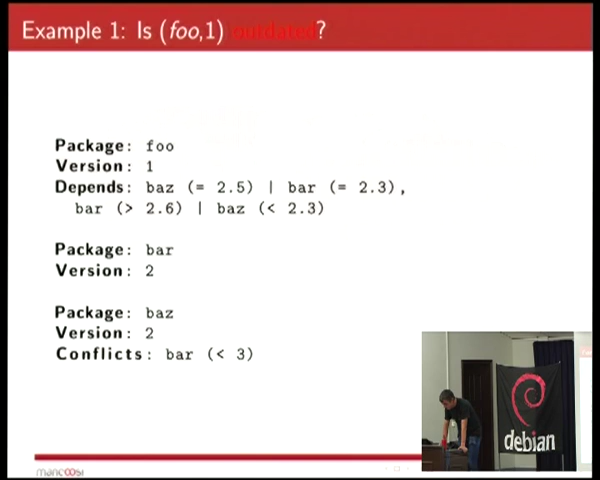 Example 1: Is (foo,1) outdated?
Package: foo
Version: 1
Depends: baz (= 2.5) | bar (= 2.3),
bar (> 2.6) | baz (< 2.3)
Package: bar
Version: 2
Package: baz
Version: 2
Conflicts: bar (< 3)
debian
mancoosi